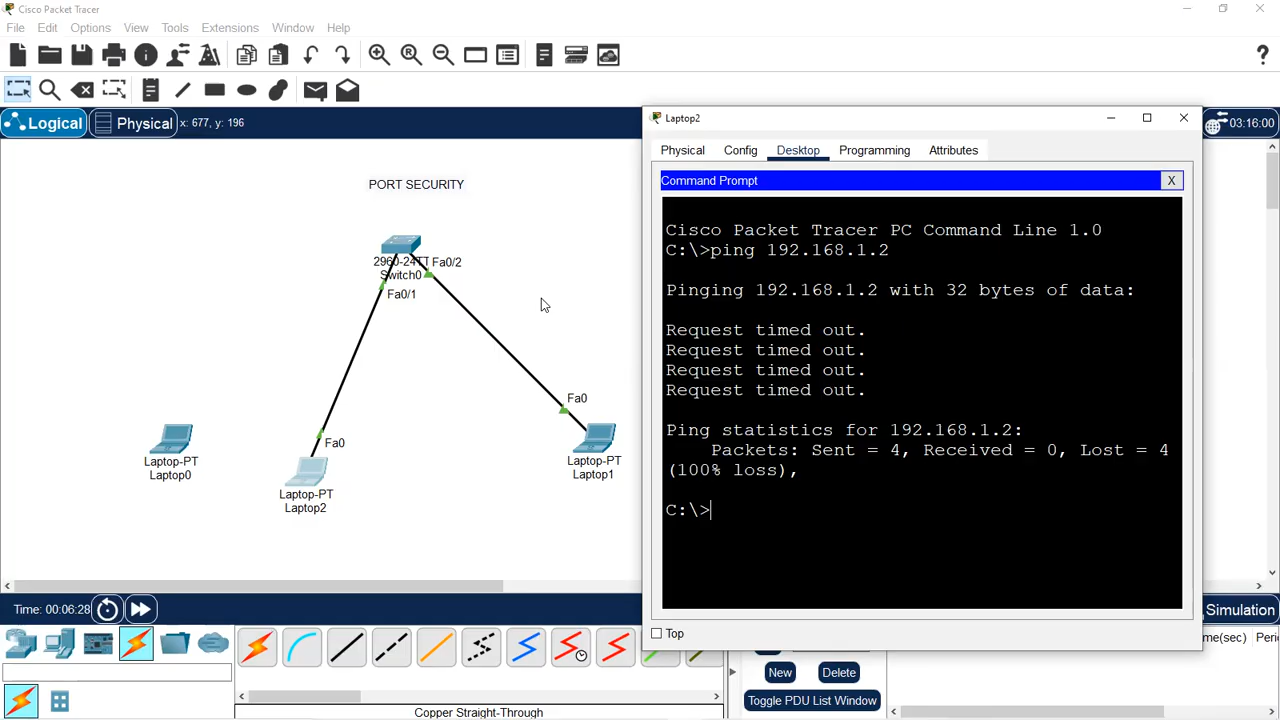 Cisco Packet Tracer
File Edit Options View Tools Extensions Window Help
Logical Physical x: 677, y: 196
03:16:00
PORT SECURITY
2960-24TT Fa0/2
Switch0
Fa0/1
Fa0
Fa0
Laptop-PT
Laptop0
Laptop-PT
Laptop2
Laptop-PT
Laptop1
Laptop2
Physical Config Desktop Programming Attributes
Command Prompt X
Cisco Packet Tracer PC Command Line 1.0
C:\>ping 192.168.1.2
Pinging 192.168.1.2 with 32 bytes of data:
Request timed out.
Request timed out.
Request timed out.
Request timed out.
Ping statistics for 192.168.1.2:
Packets: Sent = 4, Received = 0, Lost = 4
(100% loss),
C:\>
Top
Time: 00:06:28
Simulation
New Delete
Toggle PDU List Window
Copper Straight-Through